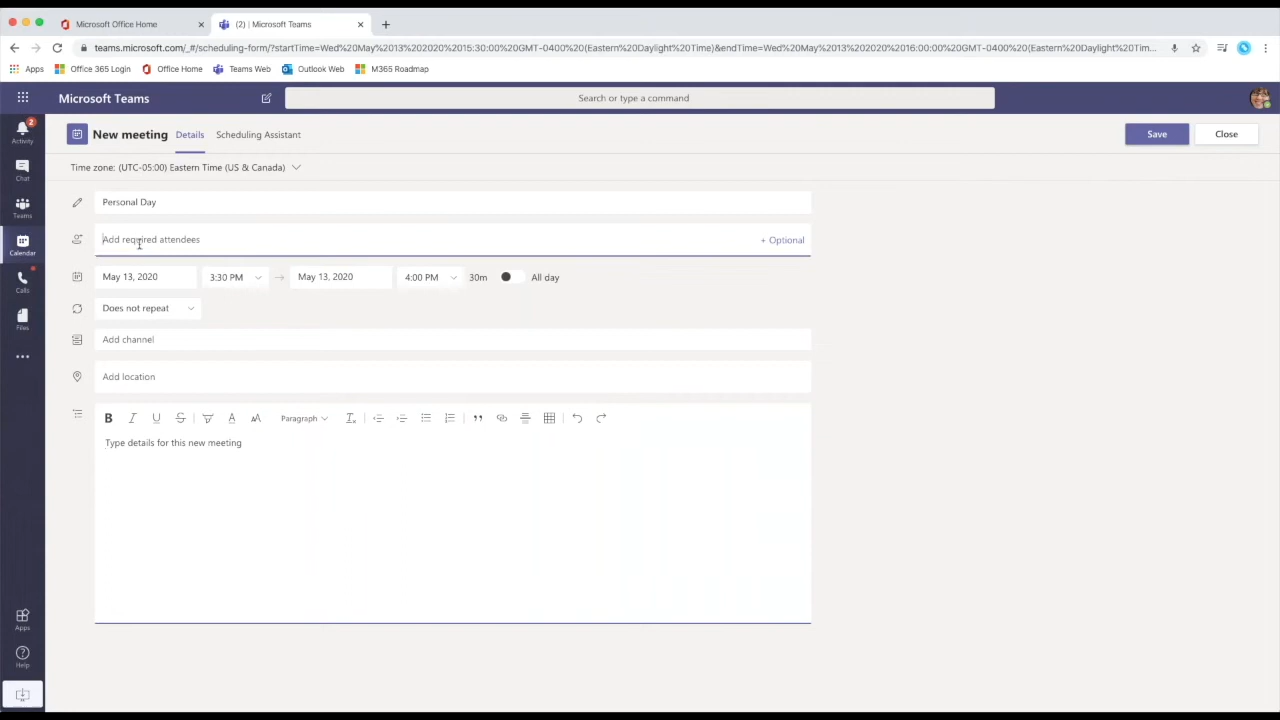 Microsoft Office Home
(2) | Microsoft Teams
teams.microsoft.com/_#/scheduling-form/?startTime=Wed%20May%2013%202020%2015:30:00%20GMT-0400%20(Eastern%20Daylight%20Time)&endTime=Wed%20May%2013%202020%2016:00:00%20GMT-0400%20(Eastern%20Daylight%20Tim...
Apps Office 365 Login Office Home Teams Web Outlook Web M365 Roadmap
Microsoft Teams
Search or type a command
2
Activity
Chat
Teams
Calendar
Calls
Files
Apps
Help
New meeting Details Scheduling Assistant
Save Close
Time zone: (UTC-05:00) Eastern Time (US & Canada)
Personal Day
Add required attendees + Optional
May 13, 2020 3:30 PM → May 13, 2020 4:00 PM 30m All day
Does not repeat
Add channel
Add location
B I U S A AA Paragraph Tx
Type details for this new meeting